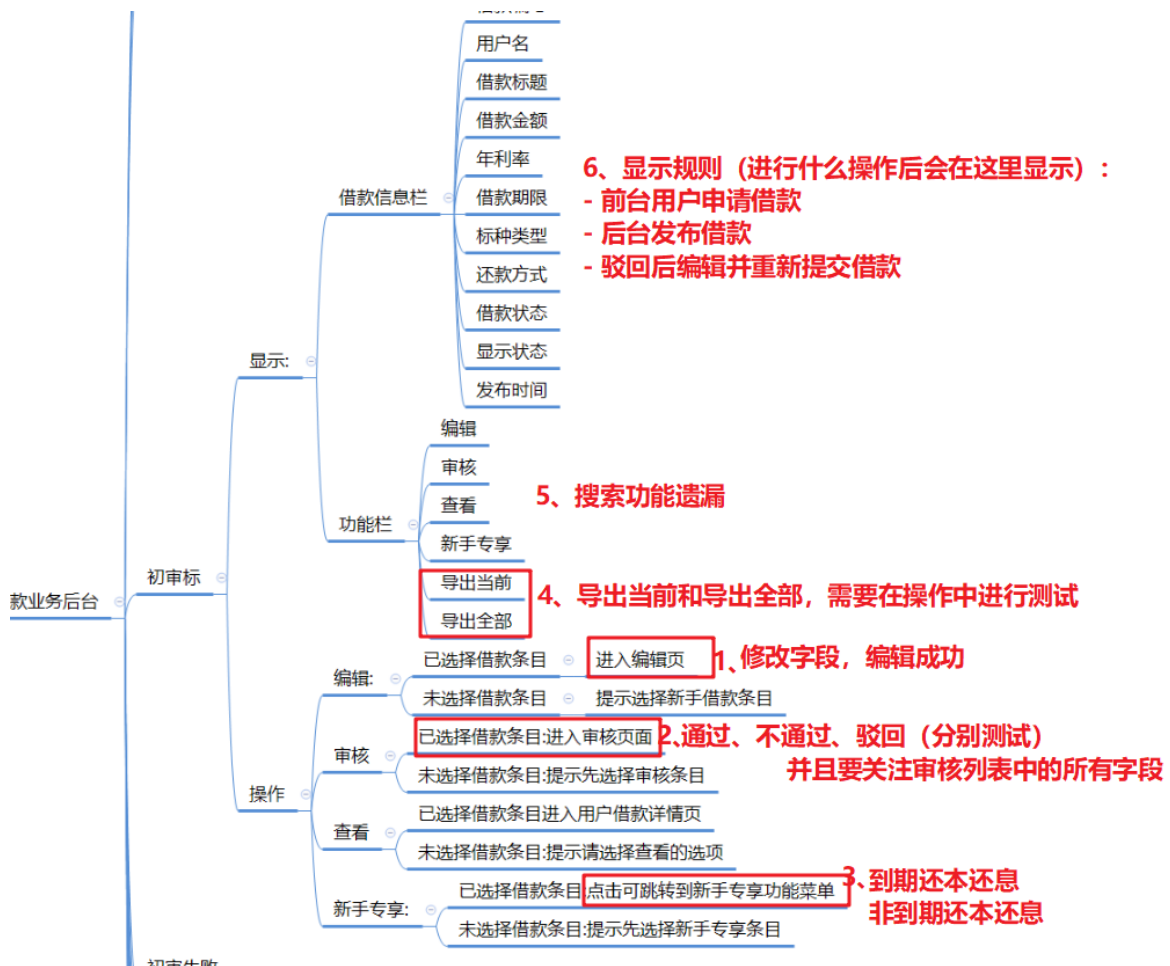 用户名
借款标题
借款金额
年利率
借款期限
标种类型
还款方式
借款状态
显示状态
发布时间
借款信息栏
6、显示规则（进行什么操作后会在这里显示）:
- 前台用户申请借款
- 后台发布借款
- 驳回后编辑并重新提交借款
显示:
编辑
审核
查看
新手专享
导出当前
导出全部
功能栏
5、搜索功能遗漏
4、导出当前和导出全部，需要在操作中进行测试
初审标
款业务后台
编辑:
已选择借款条目
进入编辑页
1、修改字段，编辑成功
未选择借款条目
提示选择新手借款条目
审核
已选择借款条目:进入审核页面
2、通过、不通过、驳回（分别测试）
并且要关注审核列表中的所有字段
未选择借款条目:提示先选择审核条目
操作
查看
已选择借款条目进入用户借款详情页
未选择借款条目:提示请选择查看的选项
新手专享:
已选择借款条目:点击可跳转到新手专享功能菜单
3、到期还本还息
非到期还本还息
未选择借款条目:提示先选择新手专享条目
初审失败